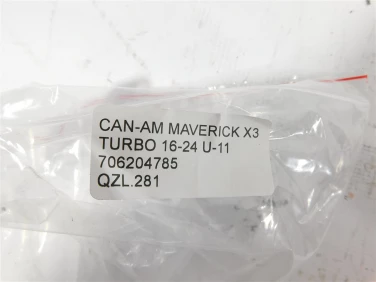 CAN-AM MAVERICK X3
TURBO 16-24 U-11
706204785
QZL.281